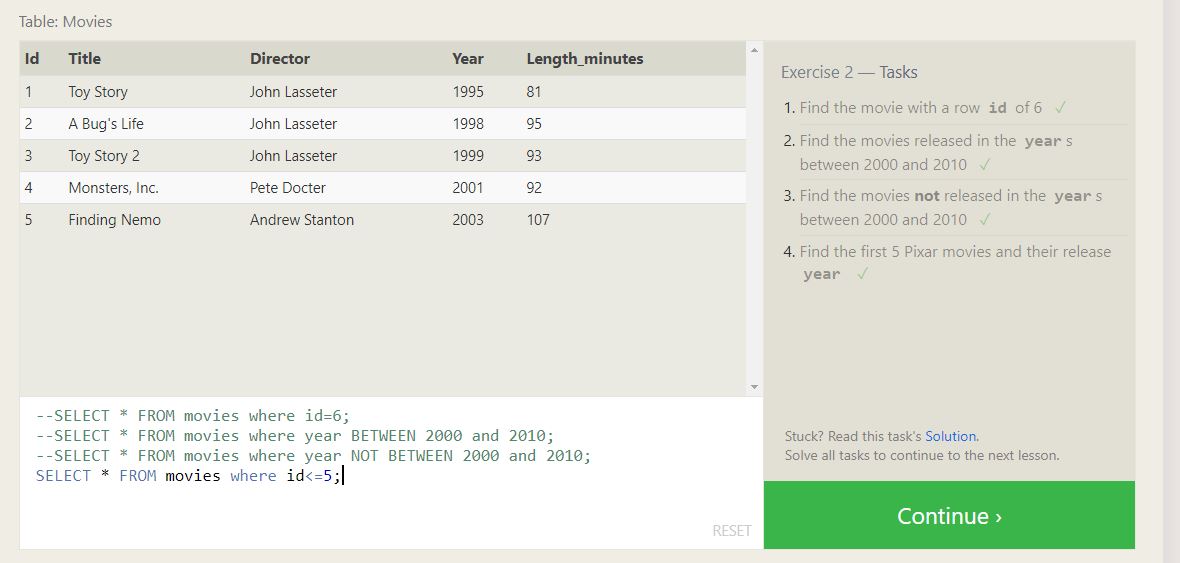 Table: Movies
Id Title Director Year Length_minutes
1 Toy Story John Lasseter 1995 81
2 A Bug's Life John Lasseter 1998 95
3 Toy Story 2 John Lasseter 1999 93
4 Monsters, Inc. Pete Docter 2001 92
5 Finding Nemo Andrew Stanton 2003 107
--SELECT * FROM movies where id=6;
--SELECT * FROM movies where year BETWEEN 2000 and 2010;
--SELECT * FROM movies where year NOT BETWEEN 2000 and 2010;
SELECT * FROM movies where id<=5;
RESET
Exercise 2 — Tasks
1. Find the movie with a row id of 6 ✓
2. Find the movies released in the year s
between 2000 and 2010 ✓
3. Find the movies not released in the year s
between 2000 and 2010 ✓
4. Find the first 5 Pixar movies and their release
year ✓
Stuck? Read this task's Solution.
Solve all tasks to continue to the next lesson.
Continue ›